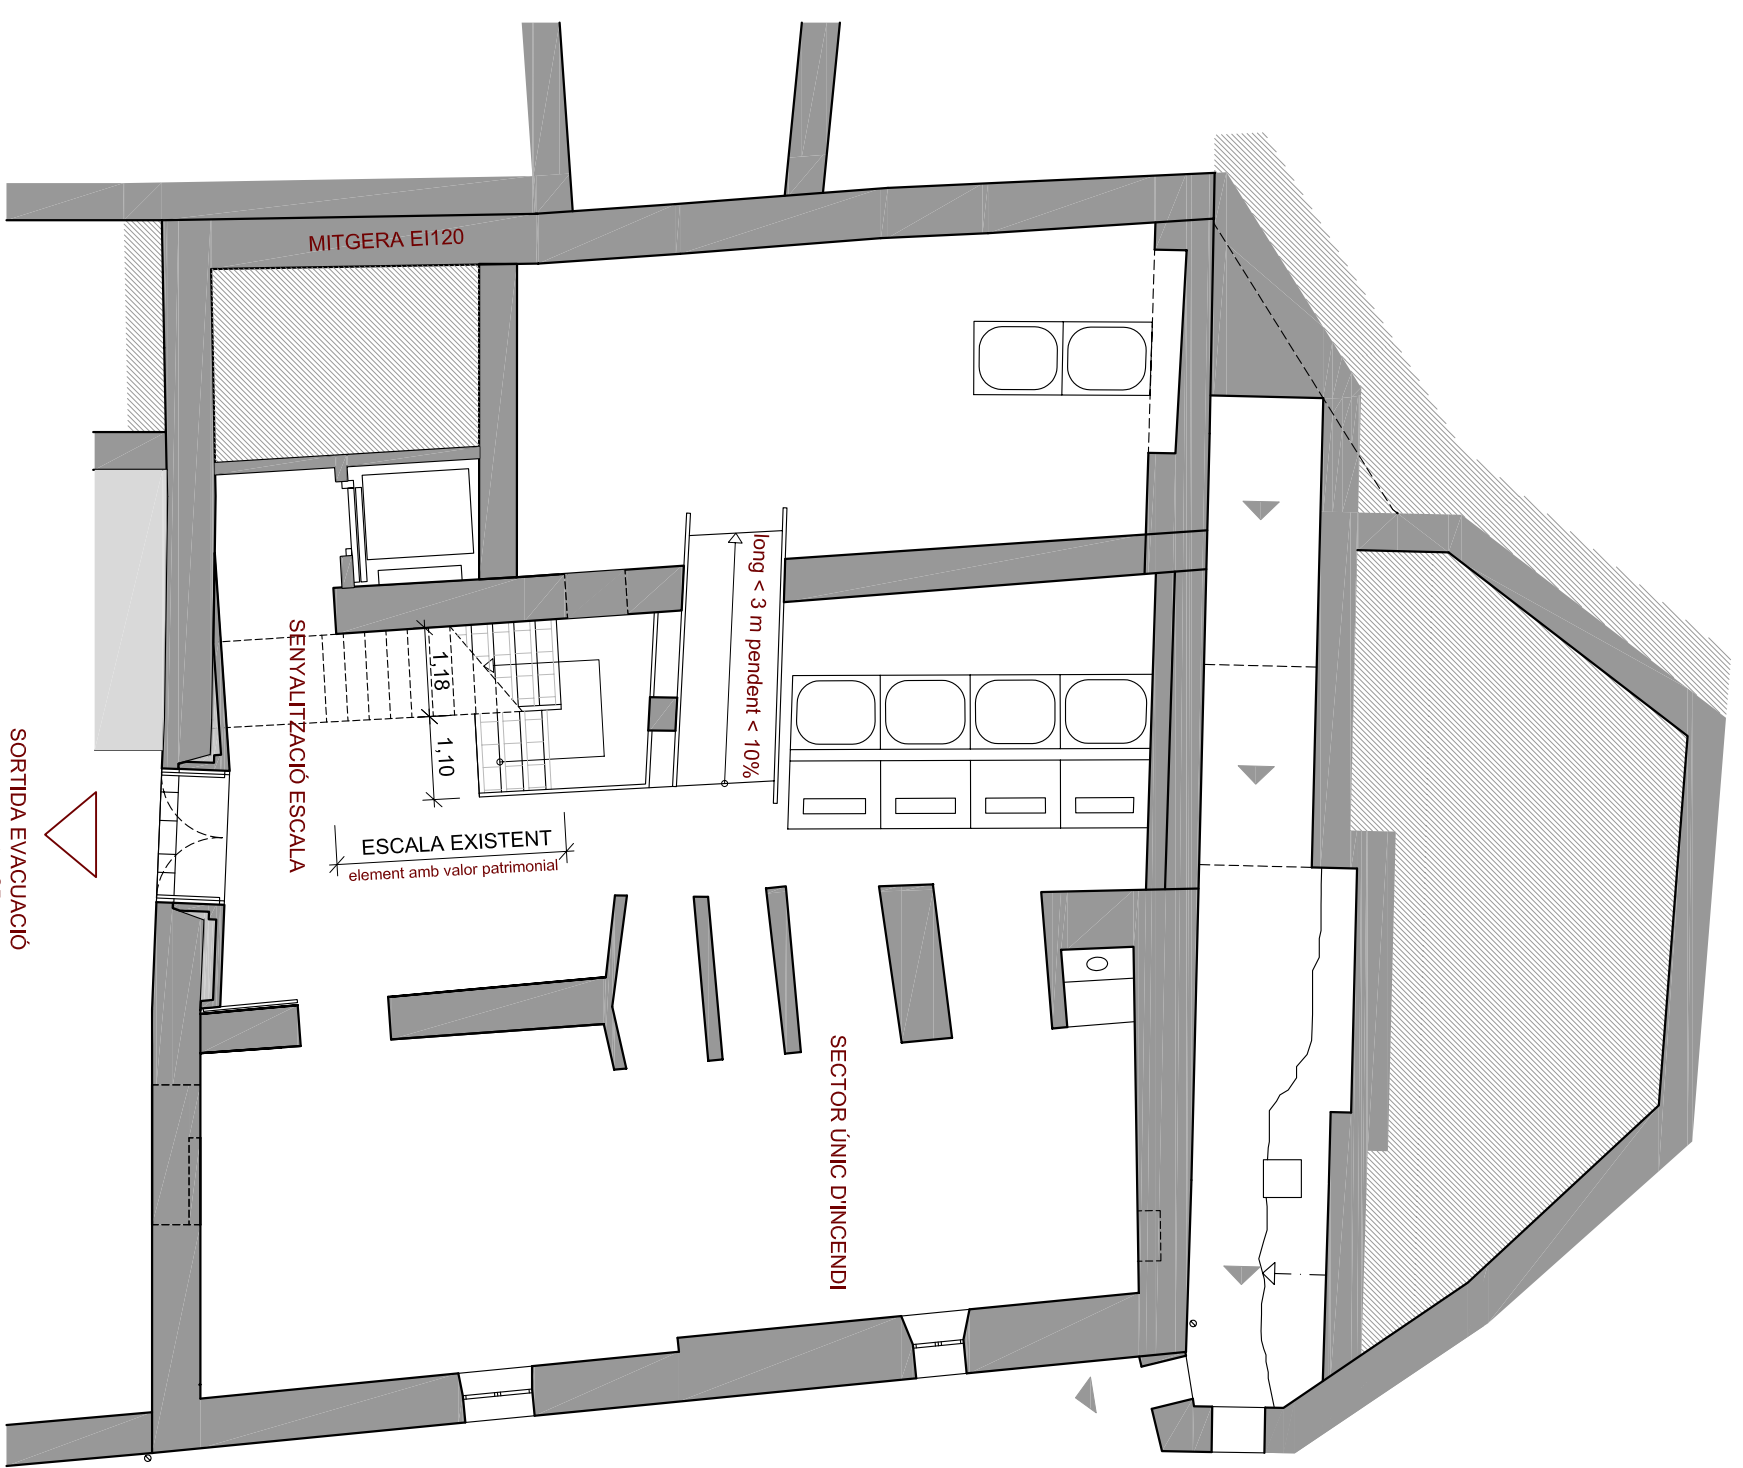 MITGERA EI120
long < 3 m pendent < 10%
SENYALITZACIÓ ESCALA
1,18
1,10
ESCALA EXISTENT
element amb valor patrimonial
SORTIDA EVACUACIÓ
SECTOR ÚNIC D'INCENDI